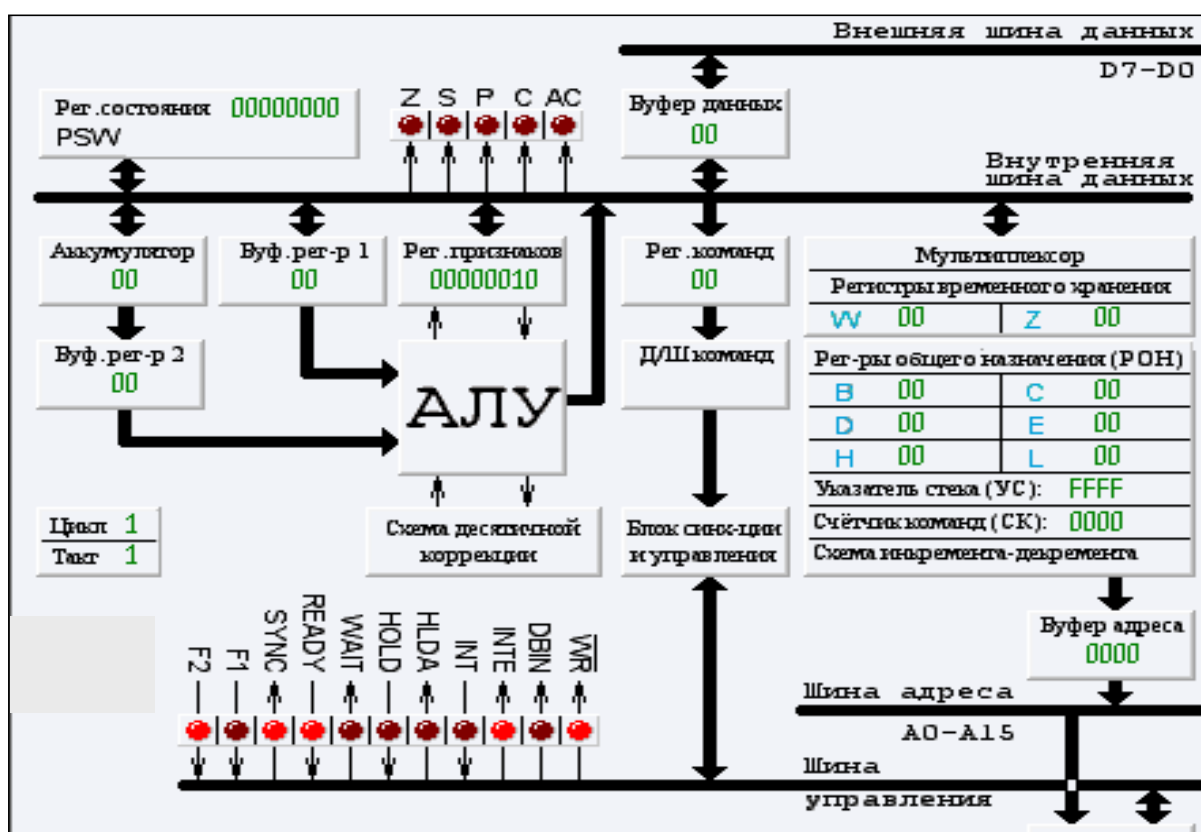 Внешняя шина данных
D7-D0
Рег.состояния 00000000
PSW
Z S P C AC
Буфер данных
00
Внутренняя
шина данных
Аккумулятор
00
Буф.рег-р 1
00
Рег.признаков
00000010
Рег.команд
00
Мультиплексор
Регистры временного хранения
W 00 Z 00
Буф.рег-р 2
00
АЛУ
Д/Ш команд
Рег-ры общего назначения (РОН)
B 00 C 00
D 00 E 00
H 00 L 00
Указатель стека (УС): FFFF
Счётчик команд (СК): 0000
Схема инкремента-декремента
Цикл 1
Такт 1
Схема десятичной
коррекции
Блок синх-ции
и управления
F2 F1 SYNC READY WAIT HOLD HLDA INT INTE DBIN WR
Буфер адреса
0000
Шина адреса
A0-A15
Шина
управления